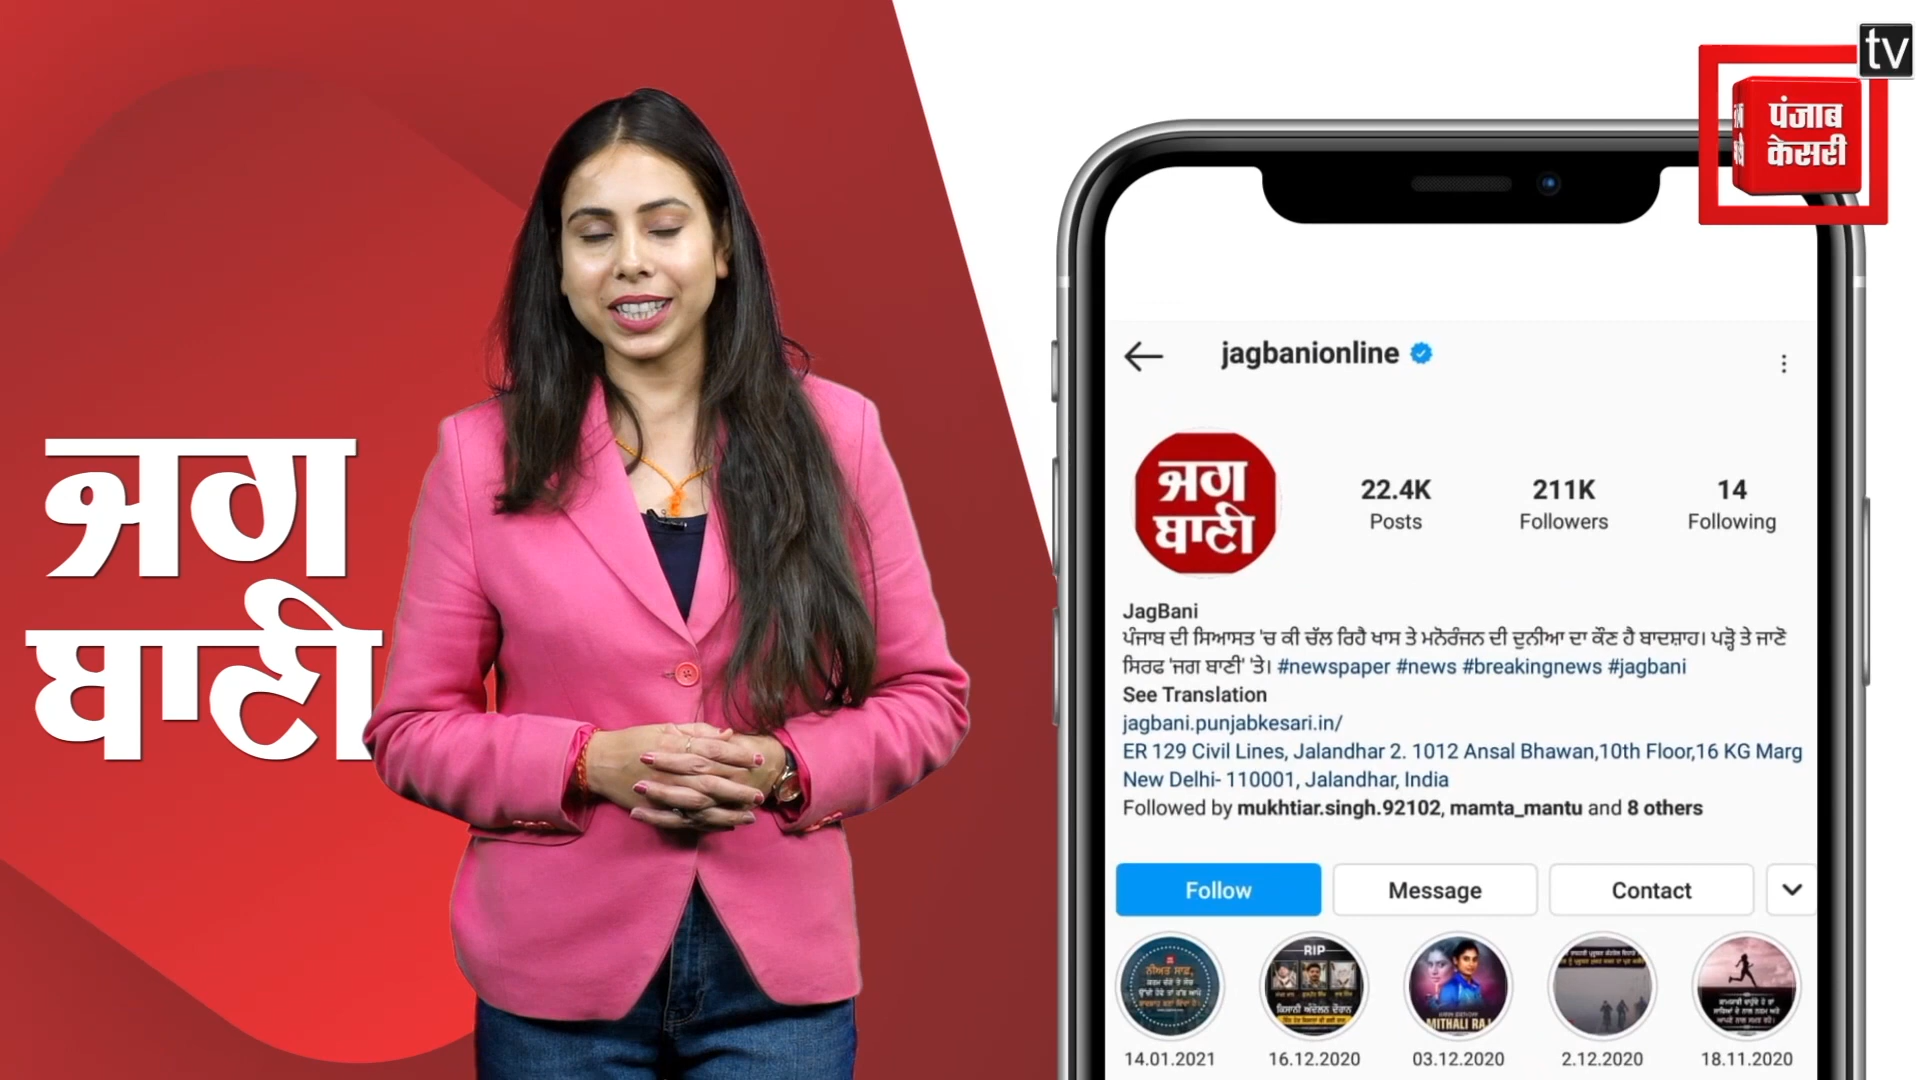 ਜਗ
ਬਾਣੀ
tv
पंजाब
केसरी
jagbanionline
ਜਗ
ਬਾਣੀ
22.4K
Posts
211K
Followers
14
Following
JagBani
ਪੰਜਾਬ ਦੀ ਸਿਆਸਤ 'ਚ ਕੀ ਚੱਲ ਰਿਹੈ ਖਾਸ ਤੇ ਮਨੋਰੰਜਨ ਦੀ ਦੁਨੀਆ ਦਾ ਕੌਣ ਹੈ ਬਾਦਸ਼ਾਹ। ਪੜ੍ਹੋ ਤੇ ਜਾਣੋ
ਸਿਰਫ 'ਜਗ ਬਾਣੀ' 'ਤੇ। #newspaper #news #breakingnews #jagbani
See Translation
jagbani.punjabkesari.in/
ER 129 Civil Lines, Jalandhar 2. 1012 Ansal Bhawan,10th Floor,16 KG Marg
New Delhi- 110001, Jalandhar, India
Followed by mukhtiar.singh.92102, mamta_mantu and 8 others
Follow
Message
Contact
ਨੀਅਤ ਸਾਫ਼,
RIP
ਕਿਸਾਨੀ ਅੰਦੋਲਨ ਦੌਰਾਨ
MITHALI RAJ
14.01.2021
16.12.2020
03.12.2020
2.12.2020
18.11.2020